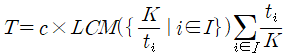 T = c × LCM({ K/t_i | i ∈ I }) ∑_{i∈I} t_i/K